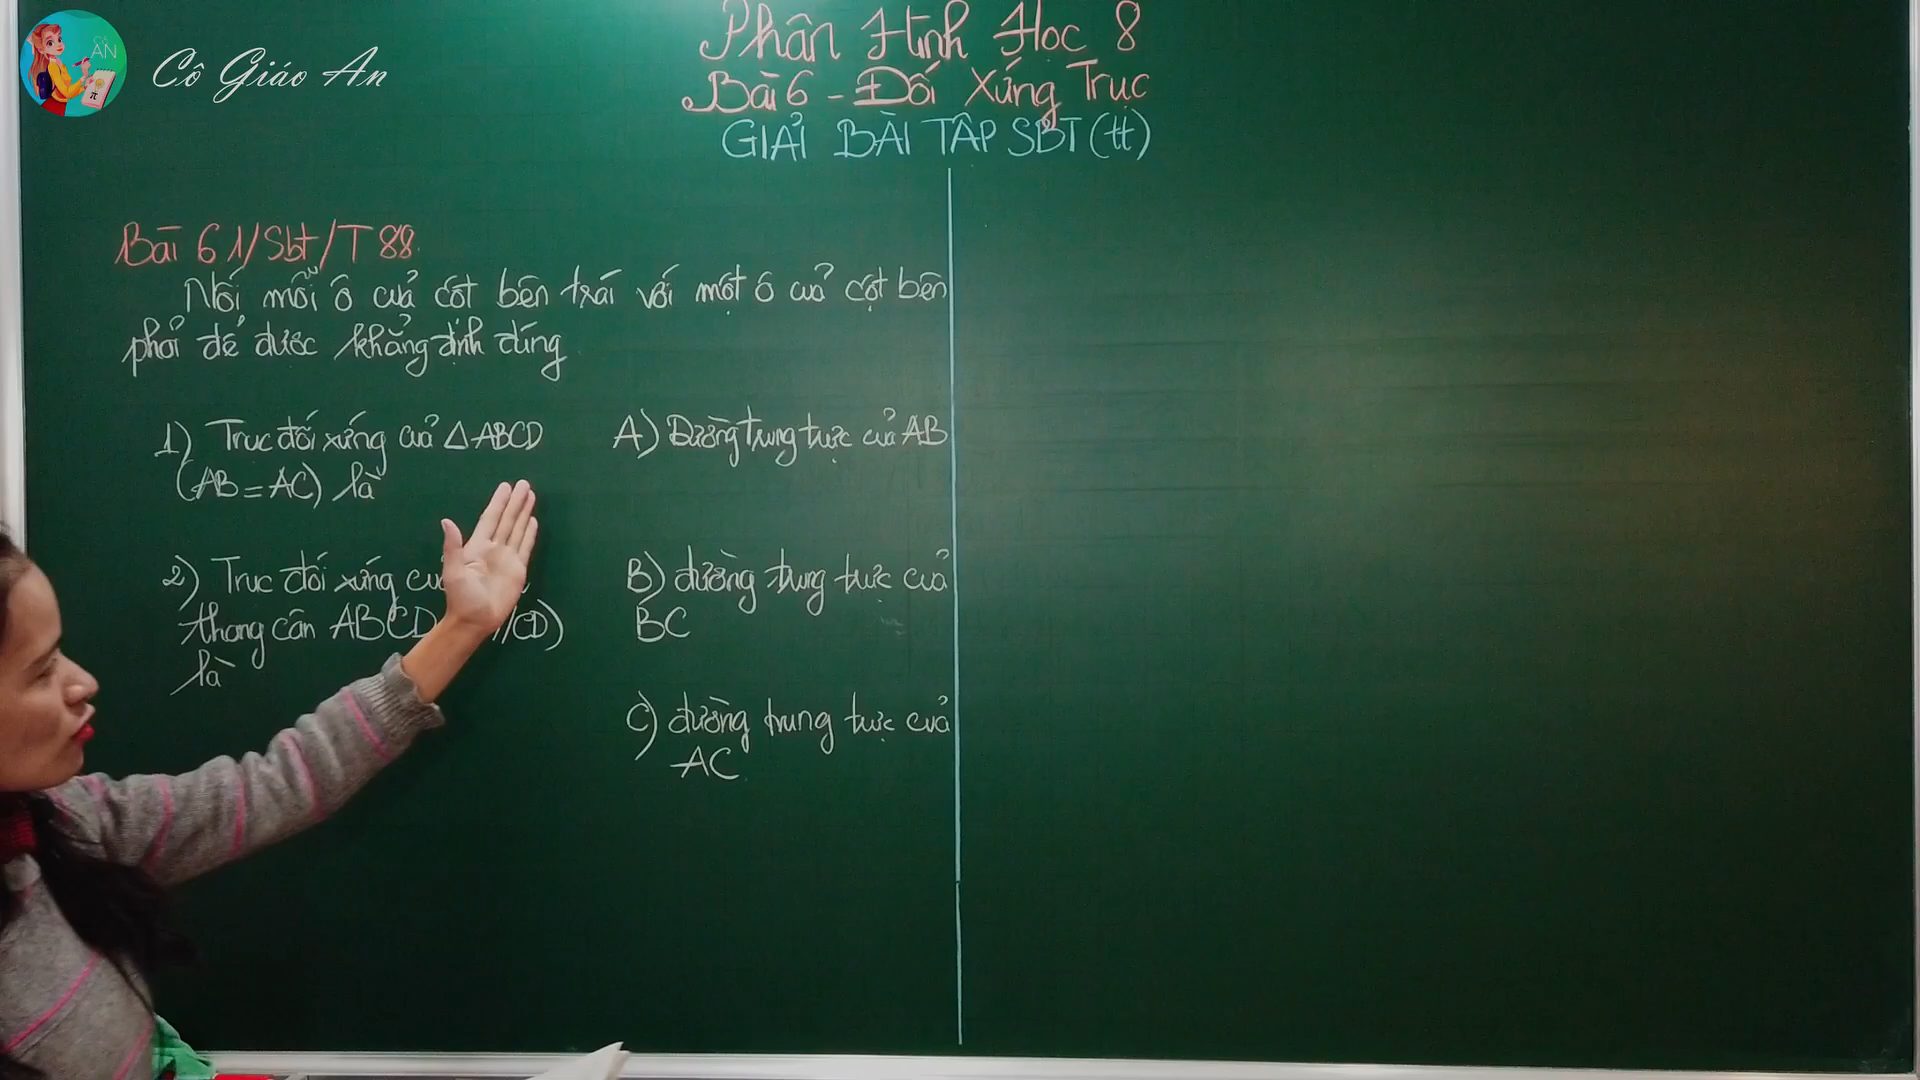 Cô Giáo An
Phần Hình Học 8
Bài 6 - Đối Xứng Trục
GIẢI BÀI TẬP SBT (tt)
Bài 61/Sbt/T88.
Nối mỗi ô của cột bên trái với một ô của cột bên
phải để được khẳng định đúng
1) Trục đối xứng của △ABCD
(AB = AC) là
A) Đường trung trực của AB
2) Trục đối xứng của
thang cân ABCD //CD)
là
B) đường trung trực của
BC
C) đường trung trực của
AC